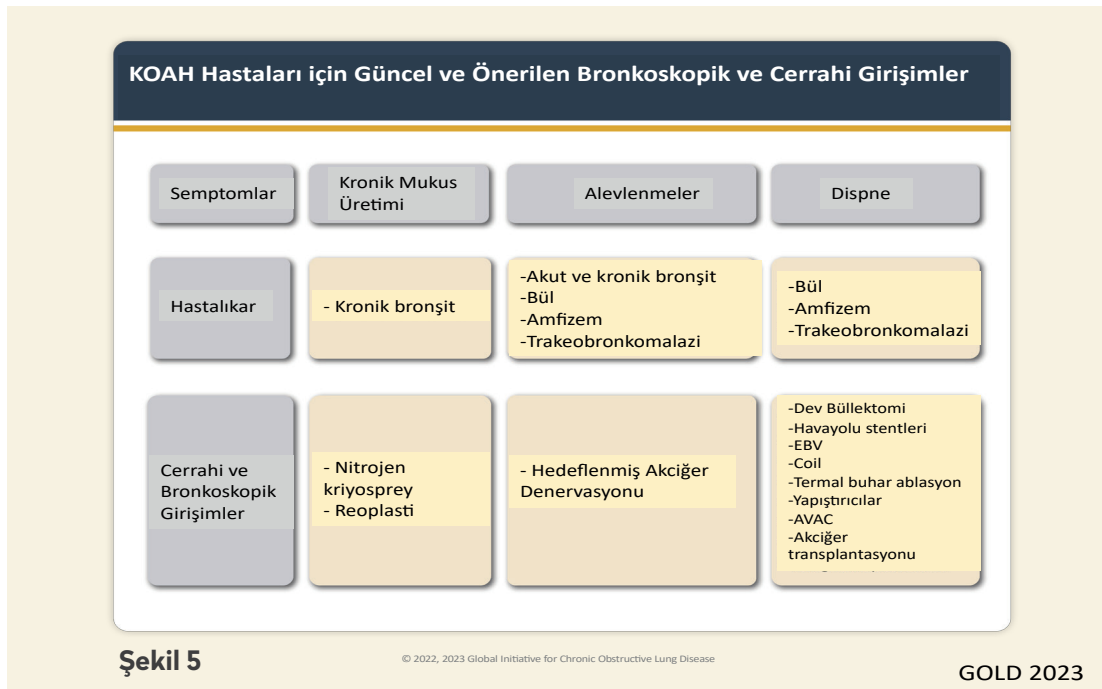 KOAH Hastaları için Güncel ve Önerilen Bronkoskopik ve Cerrahi Girişimler
Semptomlar
Kronik Mukus
Üretimi
Alevlenmeler
Dispne
Hastalıkar
- Kronik bronşit
-Akut ve kronik bronşit
-Bül
-Amfizem
-Trakeobronkomalazi
-Bül
-Amfizem
-Trakeobronkomalazi
Cerrahi ve
Bronkoskopik
Girişimler
- Nitrojen
kriyosprey
- Reoplasti
- Hedeflenmiş Akciğer
Denervasyonu
-Dev Büllektomi
-Havayolu stentleri
-EBV
-Coil
-Termal buhar ablasyon
-Yapıştırıcılar
-AVAC
-Akciğer
transplantasyonu
Şekil 5
© 2022, 2023 Global Initiative for Chronic Obstructive Lung Disease
GOLD 2023